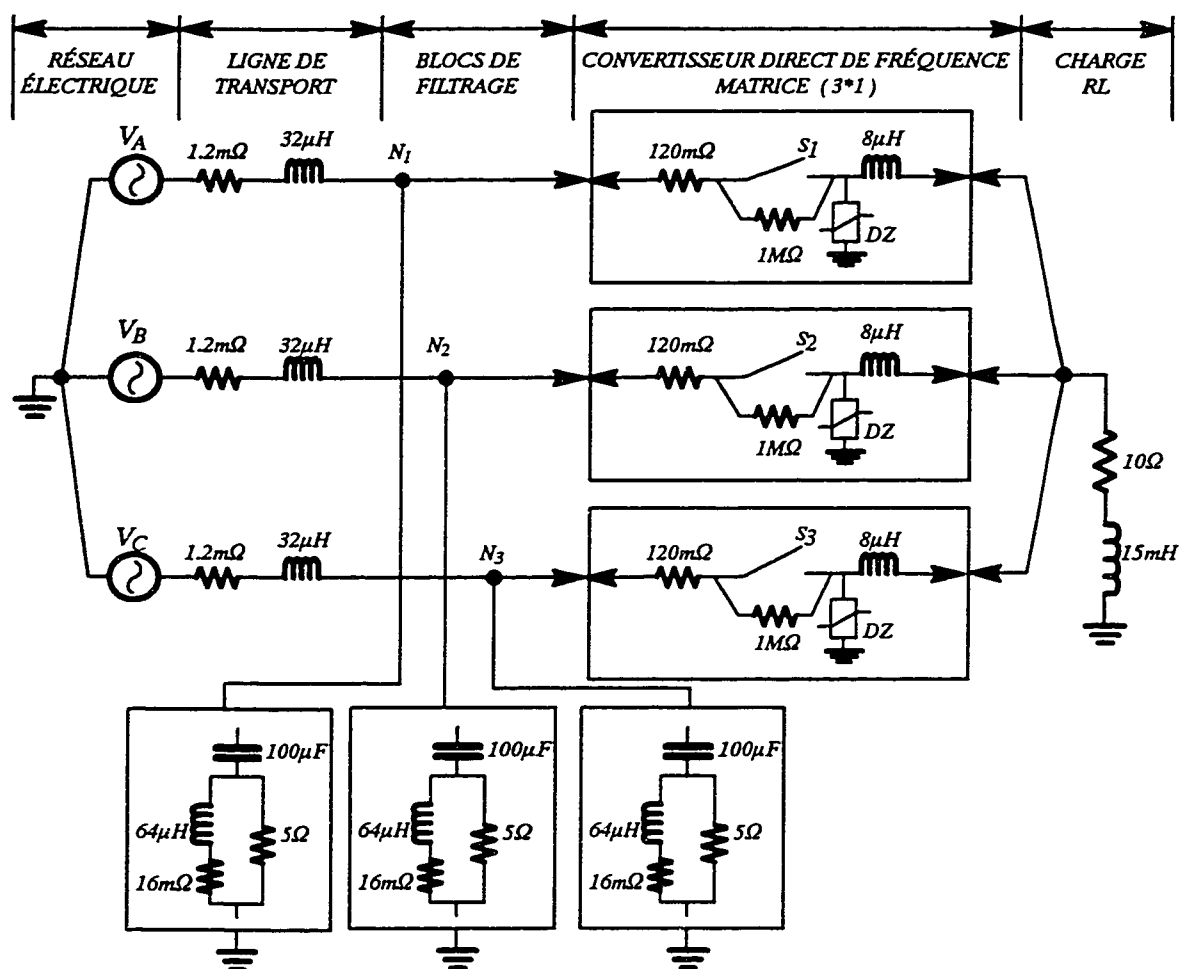 RÉSEAU
ÉLECTRIQUE
LIGNE DE
TRANSPORT
BLOCS DE
FILTRAGE
CONVERTISSEUR DIRECT DE FRÉQUENCE
MATRICE (3*1)
CHARGE
RL
VA
1.2mΩ
32μH
N1
120mΩ
S1
8μH
1MΩ
DZ
VB
1.2mΩ
32μH
N2
120mΩ
S2
8μH
1MΩ
DZ
10Ω
15mH
VC
1.2mΩ
32μH
N3
120mΩ
S3
8μH
1MΩ
DZ
100μF
64μH
5Ω
16mΩ
100μF
64μH
5Ω
16mΩ
100μF
64μH
5Ω
16mΩ